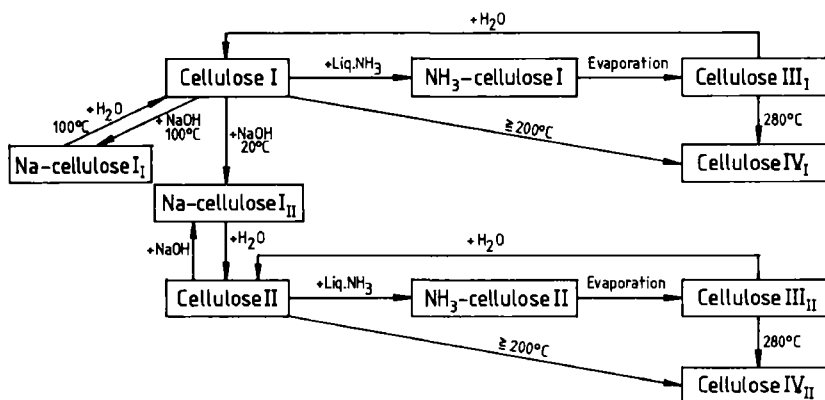 +H₂O
Cellulose I
+Liq.NH₃
NH₃-cellulose I
Evaporation
Cellulose III_I
+H₂O
100°C
+ NaOH
100°C
+NaOH
20°C
≧200°C
280°C
Na-cellulose I_I
Cellulose IV_I
Na-cellulose I_II
+NaOH
+H₂O
+H₂O
Cellulose II
+Liq.NH₃
NH₃-cellulose II
Evaporation
Cellulose III_II
≧200°C
280°C
Cellulose IV_II